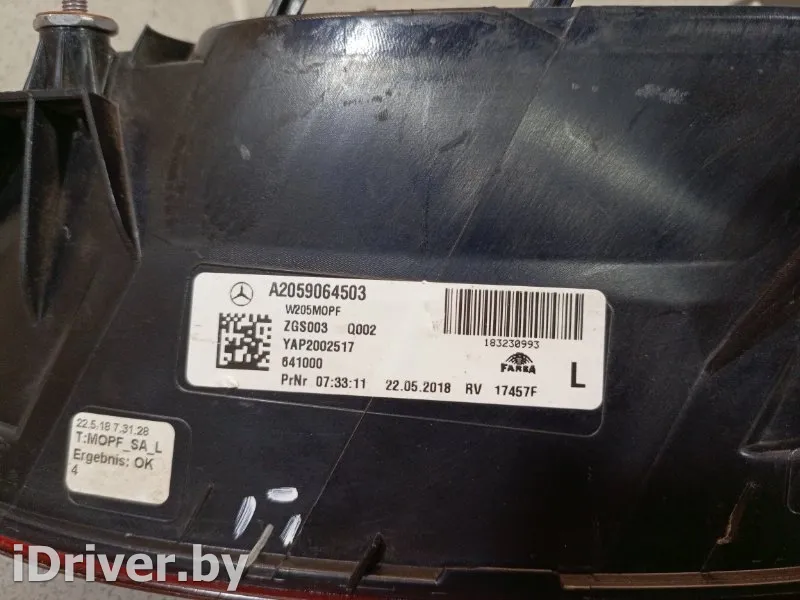 A2059064503
W205MOPF
ZGS003 Q002
YAP2002517
641000
PrNr 07:33:11 22.05.2018 RV 17457F
183230993
FARBA
L
22.5.18 7.31.28
T:MOPF_SA_L
Ergebnis: OK
4
iDriver.by